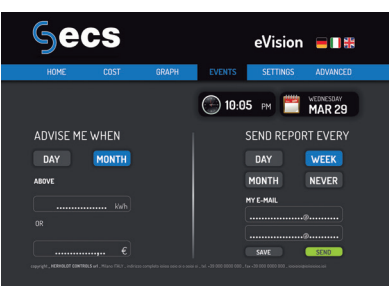 Secs
eVision
HOME COST GRAPH EVENTS SETTINGS ADVANCED
10:05 PM WEDNESDAY
MAR 29
ADVISE ME WHEN
DAY MONTH
ABOVE
................ kwh
OR
..............,,.. €
SEND REPORT EVERY
DAY WEEK
MONTH NEVER
MY E-MAIL
...................@..........
...................@..........
SAVE SEND